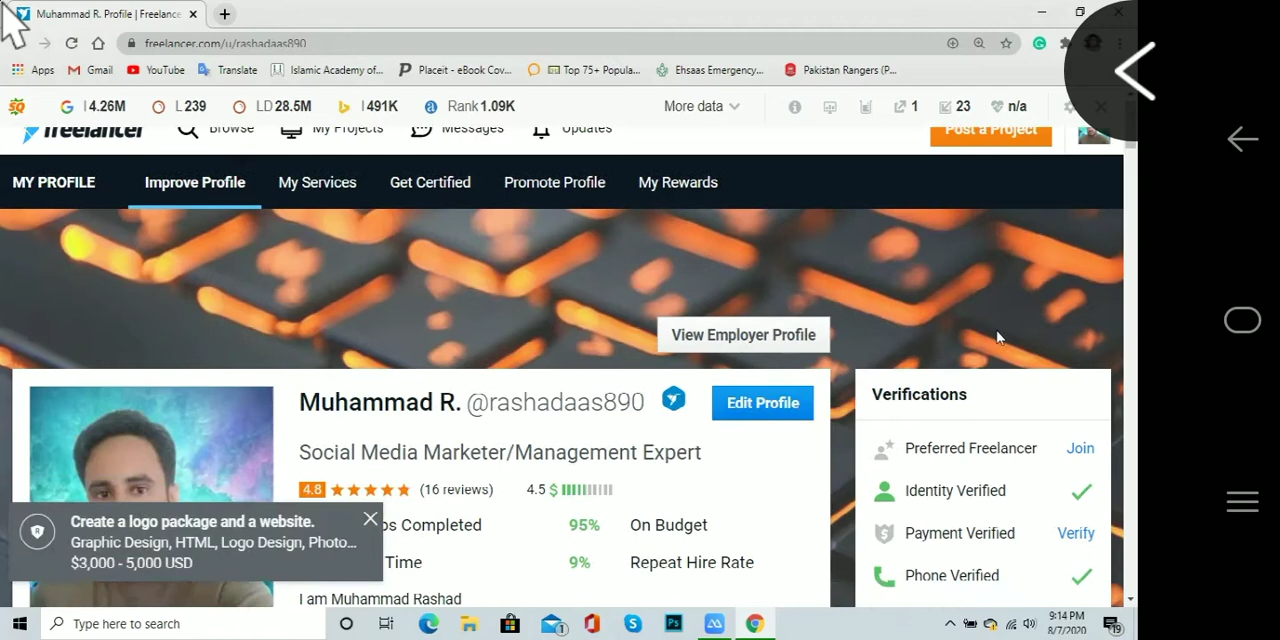 Muhammad R. Profile | Freelance
freelancer.com/u/rashadaas890
Apps Gmail YouTube Translate Islamic Academy of... Placeit - eBook Cov... Top 75+ Popula... Ehsaas Emergency... Pakistan Rangers (P...
SQ I 4.26M L 239 LD 28.5M I 491K Rank 1.09K More data 1 23 n/a
freelancer Browse My Projects Messages Updates Post a Project
MY PROFILE Improve Profile My Services Get Certified Promote Profile My Rewards
View Employer Profile
Muhammad R. @rashadaas890 Edit Profile
Social Media Marketer/Management Expert
4.8 (16 reviews) 4.5 $
Completed 95% On Budget
Time 9% Repeat Hire Rate
I am Muhammad Rashad
Verifications
Preferred Freelancer Join
Identity Verified
Payment Verified Verify
Phone Verified
Create a logo package and a website.
Graphic Design, HTML, Logo Design, Photo...
$3,000 - 5,000 USD
Type here to search
9:14 PM
8/7/2020
19